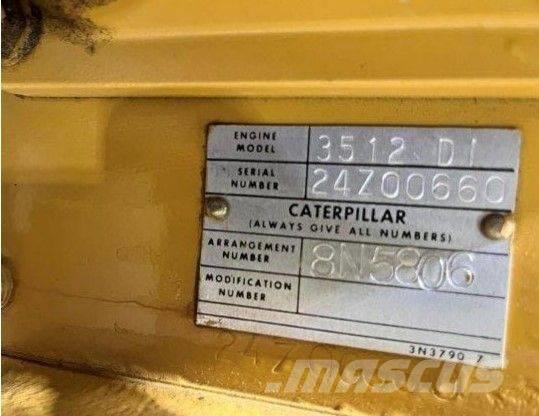 ENGINE MODEL 3512 DI
SERIAL NUMBER 24Z00660
CATERPILLAR
(ALWAYS GIVE ALL NUMBERS)
ARRANGEMENT NUMBER 8N5806
MODIFICATION NUMBER
3N3790 7
Mascus